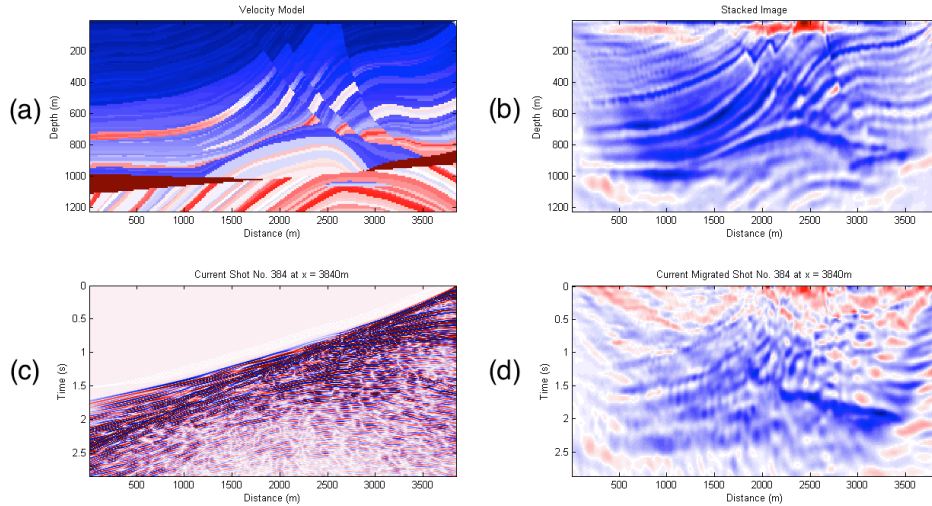 Velocity Model
(a)
Depth (m)
200
400
600
800
1000
1200
500 1000 1500 2000 2500 3000 3500
Distance (m)
Stacked Image
(b)
Depth (m)
200
400
600
800
1000
1200
500 1000 1500 2000 2500 3000 3500
Distance (m)
Current Shot No. 384 at x = 3840m
(c)
Time (s)
0
0.5
1
1.5
2
2.5
500 1000 1500 2000 2500 3000 3500
Distance (m)
Current Migrated Shot No. 384 at x = 3840m
(d)
Time (s)
0
0.5
1
1.5
2
2.5
500 1000 1500 2000 2500 3000 3500
Distance (m)